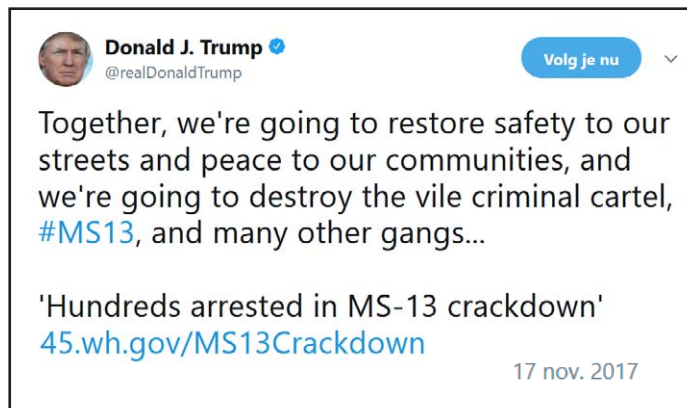 Donald J. Trump
@realDonaldTrump
Volg je nu
Together, we're going to restore safety to our
streets and peace to our communities, and
we're going to destroy the vile criminal cartel,
#MS13, and many other gangs...
'Hundreds arrested in MS-13 crackdown'
45.wh.gov/MS13Crackdown
17 nov. 2017